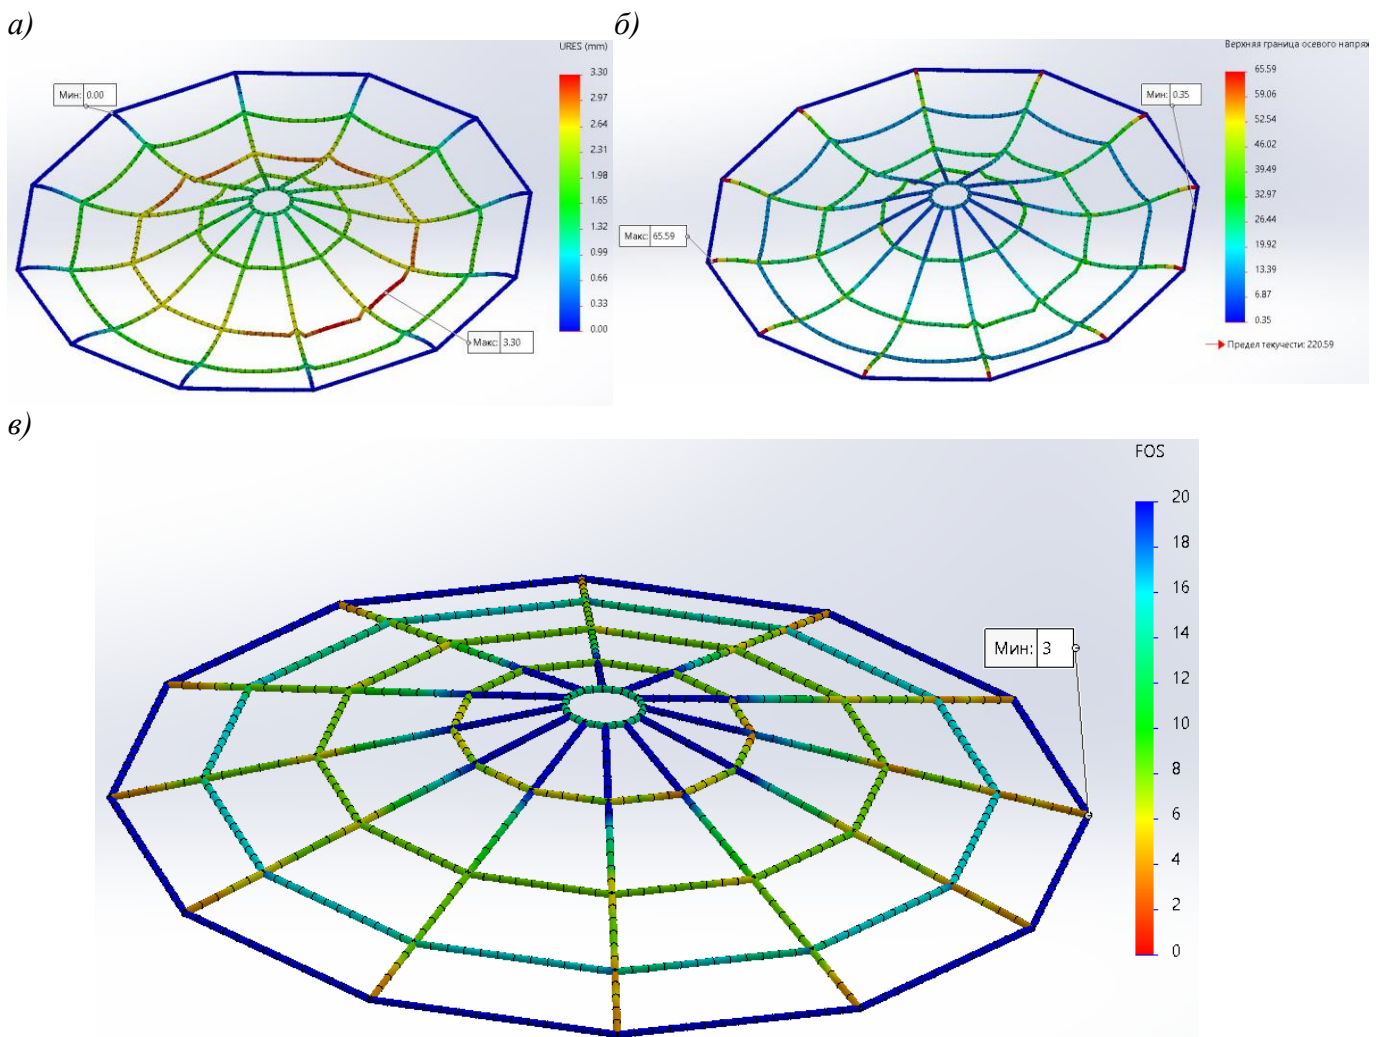 а)
б)
URES (mm)
Мин: 0.00
3.30
2.97
2.64
2.31
1.98
1.65
1.32
0.99
0.66
0.33
0.00
Макс: 3.30
Верхняя граница осевого напряж
Мин: 0.35
65.59
59.06
52.54
46.02
39.49
32.97
26.44
19.92
13.39
6.87
0.35
Макс: 65.59
Предел текучести: 220.59
в)
FOS
20
18
16
14
12
10
8
6
4
2
0
Мин: 3